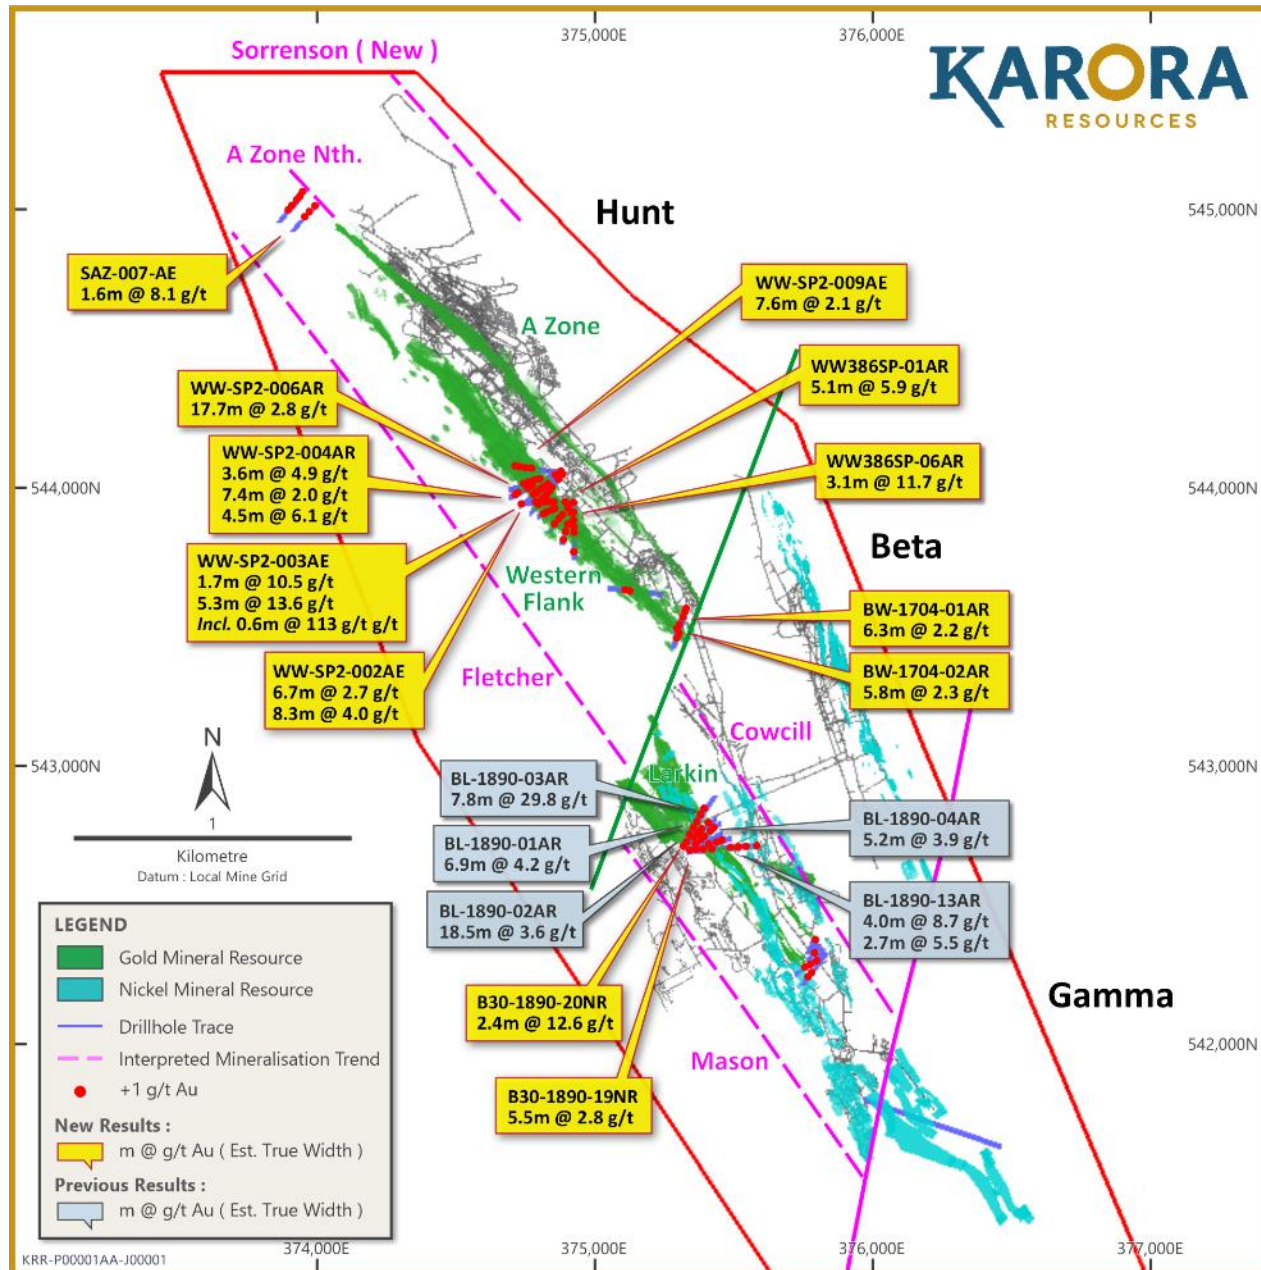 375,000E
376,000E
Sorrenson ( New )
KARORA
RESOURCES
A Zone Nth.
Hunt
545,000N
SAZ-007-AE
1.6m @ 8.1 g/t
WW-SP2-009AE
7.6m @ 2.1 g/t
A Zone
WW386SP-01AR
5.1m @ 5.9 g/t
WW-SP2-006AR
17.7m @ 2.8 g/t
WW-SP2-004AR
3.6m @ 4.9 g/t
7.4m @ 2.0 g/t
4.5m @ 6.1 g/t
WW386SP-06AR
3.1m @ 11.7 g/t
544,000N
544,000N
Beta
WW-SP2-003AE
1.7m @ 10.5 g/t
5.3m @ 13.6 g/t
Incl. 0.6m @ 113 g/t g/t
Western
Flank
BW-1704-01AR
6.3m @ 2.2 g/t
WW-SP2-002AE
6.7m @ 2.7 g/t
8.3m @ 4.0 g/t
BW-1704-02AR
5.8m @ 2.3 g/t
Fletcher
Cowcill
N
543,000N
543,000N
Larkin
BL-1890-03AR
7.8m @ 29.8 g/t
1
Kilometre
Datum : Local Mine Grid
BL-1890-01AR
6.9m @ 4.2 g/t
BL-1890-04AR
5.2m @ 3.9 g/t
BL-1890-02AR
18.5m @ 3.6 g/t
BL-1890-13AR
4.0m @ 8.7 g/t
2.7m @ 5.5 g/t
B30-1890-20NR
2.4m @ 12.6 g/t
Gamma
542,000N
Mason
B30-1890-19NR
5.5m @ 2.8 g/t
LEGEND
Gold Mineral Resource
Nickel Mineral Resource
Drillhole Trace
Interpreted Mineralisation Trend
+1 g/t Au
New Results :
m @ g/t Au ( Est. True Width )
Previous Results :
m @ g/t Au ( Est. True Width )
KRR-P00001AA-J00001
374,000E
375,000E
376,000E
377,000E